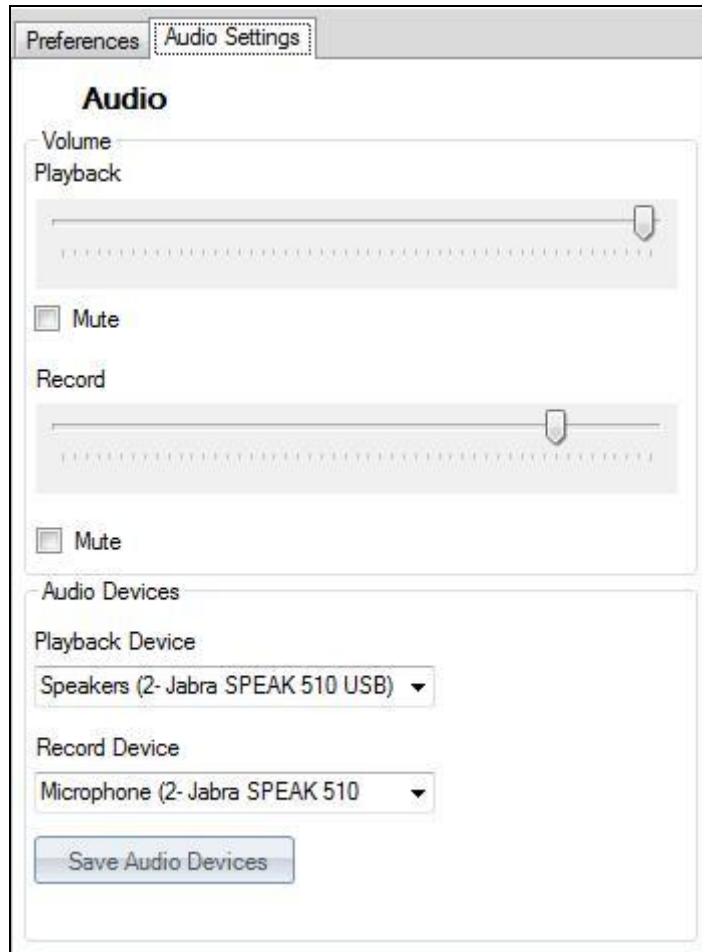 Preferences
Audio Settings
Audio
Volume
Playback
Mute
Record
Mute
Audio Devices
Playback Device
Speakers (2- Jabra SPEAK 510 USB)
Record Device
Microphone (2- Jabra SPEAK 510
Save Audio Devices